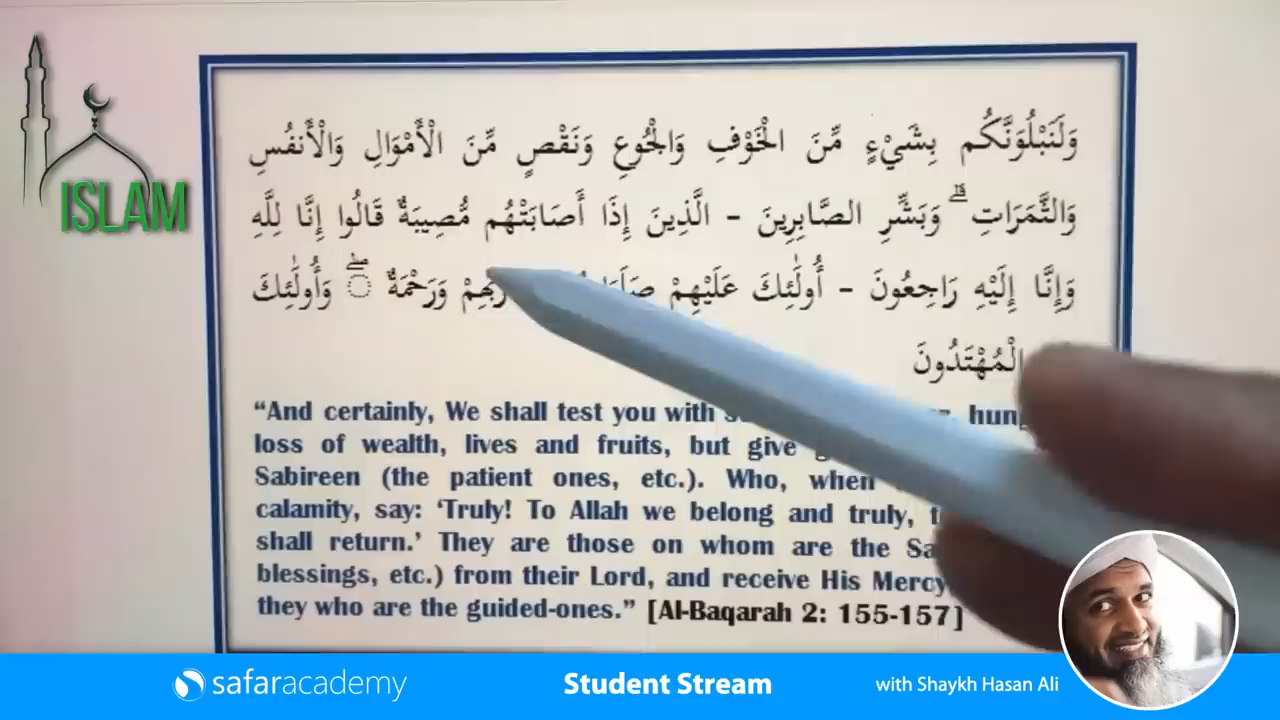 ISLAM
وَلَنَبْلُوَنَّكُم بِشَيْءٍ مِّنَ الْخَوْفِ وَالْجُوعِ وَنَقْصٍ مِّنَ الْأَمْوَالِ وَالْأَنفُسِ
وَالثَّمَرَاتِ ۗ وَبَشِّرِ الصَّابِرِينَ - الَّذِينَ إِذَا أَصَابَتْهُم مُّصِيبَةٌ قَالُوا إِنَّا لِلَّهِ
وَإِنَّا إِلَيْهِ رَاجِعُونَ - أُولَٰئِكَ عَلَيْهِمْ رَبِّهِمْ وَرَحْمَةٌ ۖ وَأُولَٰئِكَ
الْمُهْتَدُونَ
“And certainly, We shall test you with
loss of wealth, lives and fruits, but give
Sabireen (the patient ones, etc.). Who, when
calamity, say: ‘Truly! To Allah we belong and truly,
shall return.’ They are those on whom are the
blessings, etc.) from their Lord, and receive His Mercy
they who are the guided-ones.” [Al-Baqarah 2: 155-157]
safaracademy
Student Stream
with Shaykh Hasan Ali